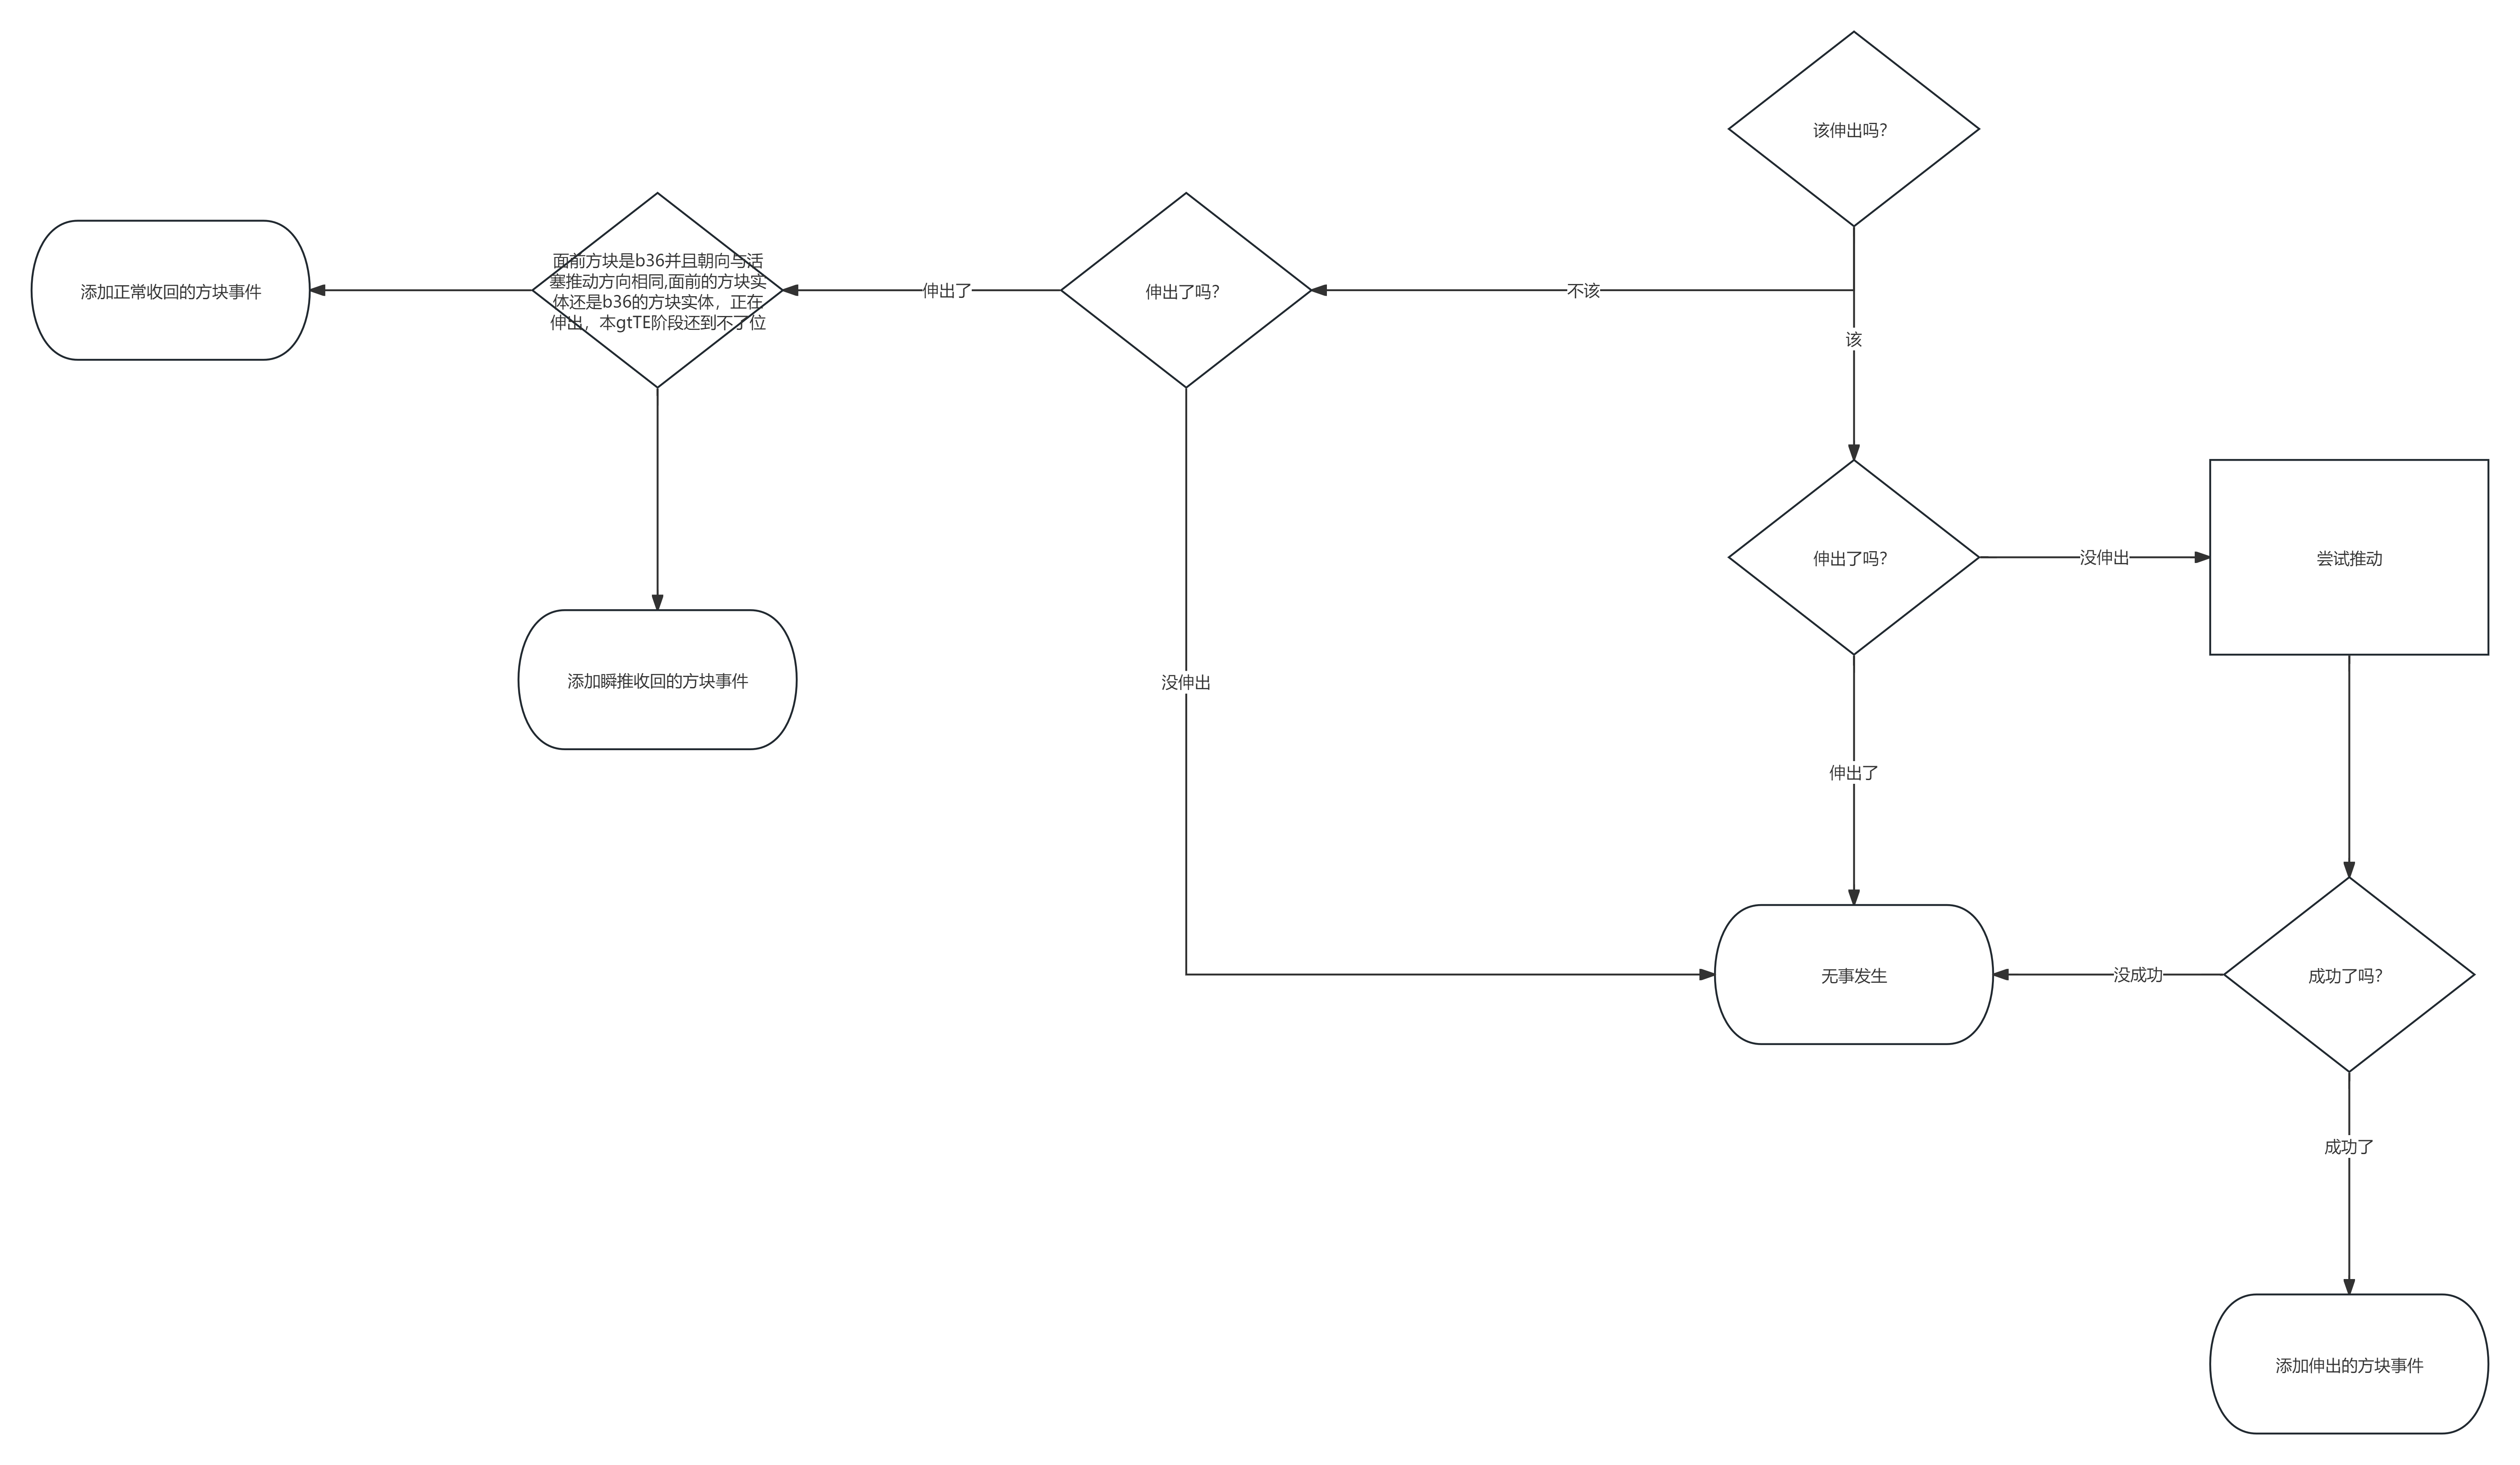 该伸出吗?
面前方块是b36并且朝向与活
塞推动方向相同,面前的方块实
体还是b36的方块实体，正在
伸出，本gtTE阶段还到不了位
添加正常收回的方块事件
伸出了
伸出了吗?
不该
该
伸出了吗?
没伸出
尝试推动
添加瞬推收回的方块事件
没伸出
伸出了
无事发生
没成功
成功了吗?
成功了
添加伸出的方块事件